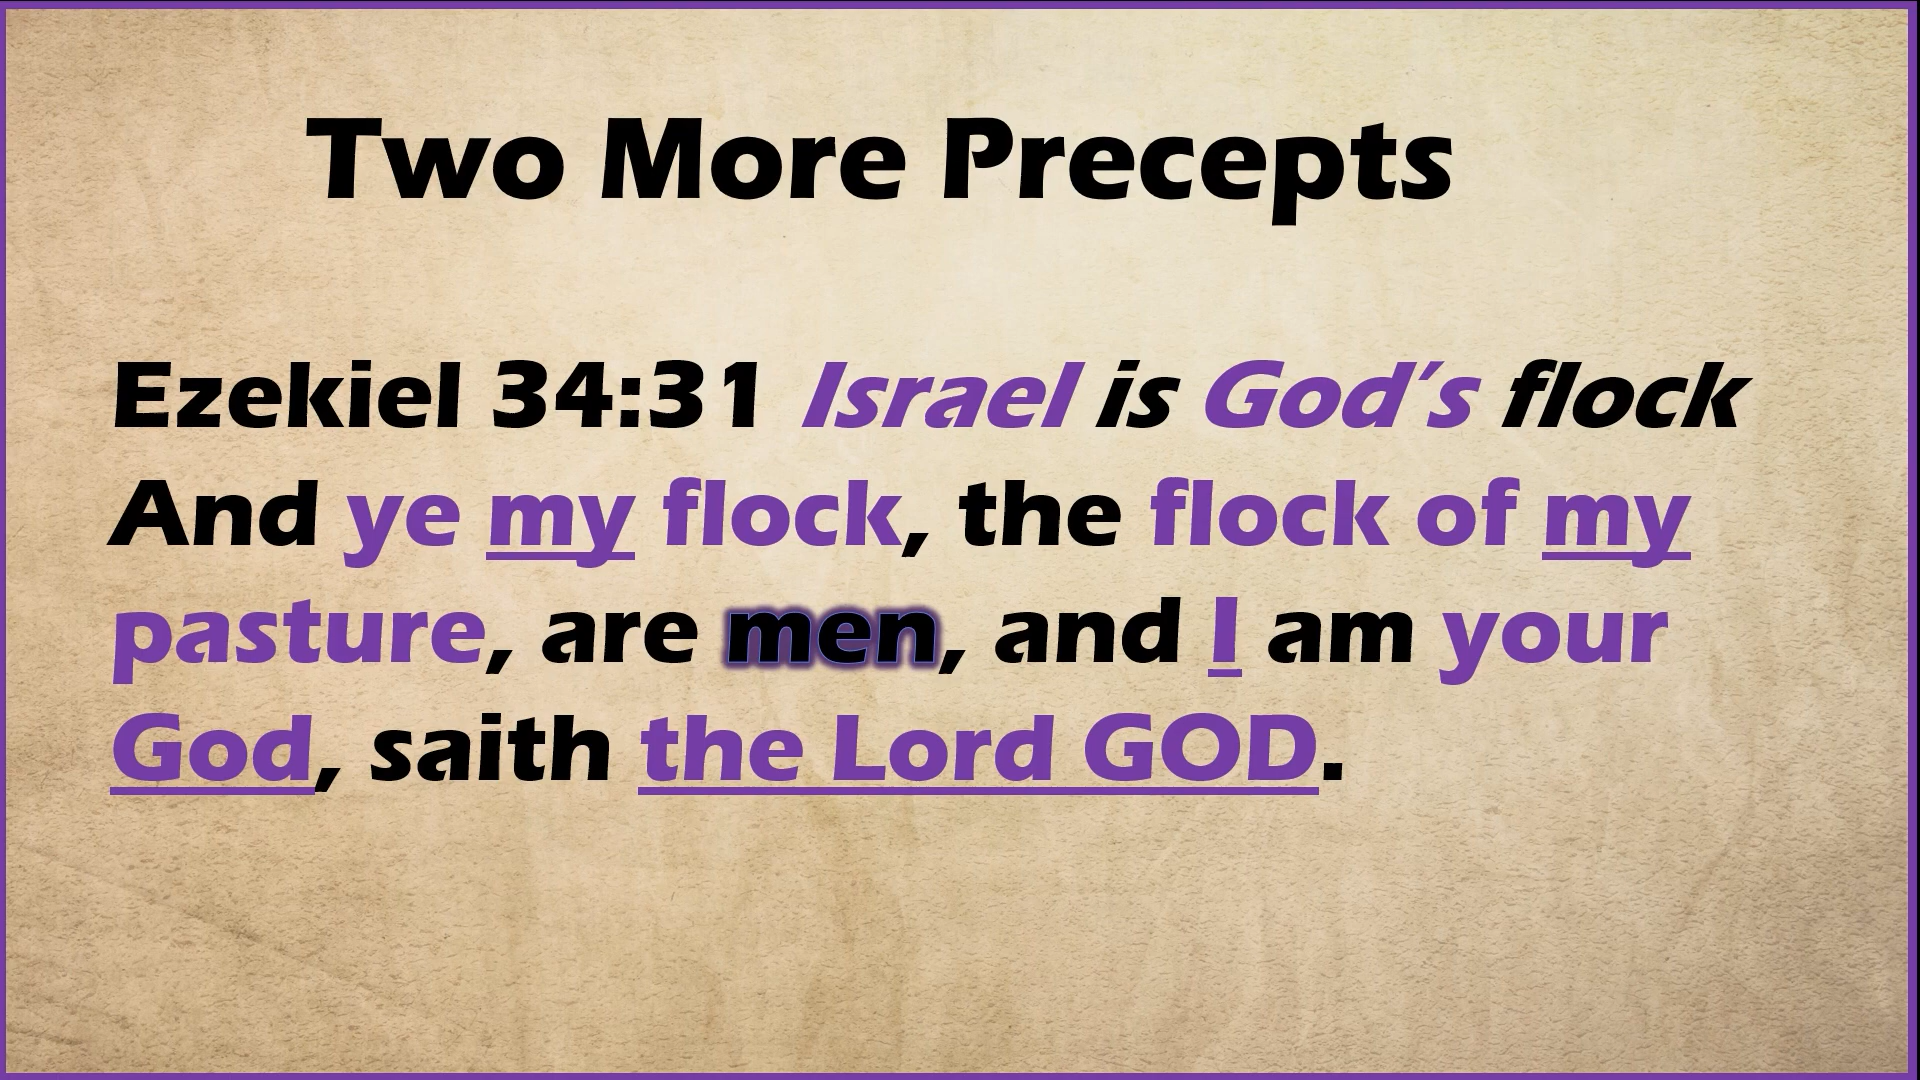 Two More Precepts
Ezekiel 34:31 Israel is God's flock
And ye my flock, the flock of my
pasture, are men, and I am your
God, saith the Lord GOD.